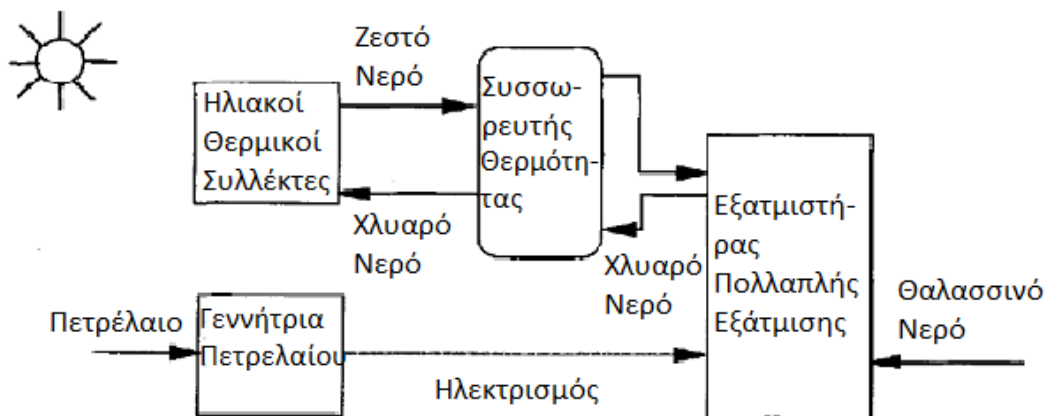 Ζεστό
Νερό
Ηλιακοί
Θερμικοί
Συλλέκτες
Συσσω-
ρευτής
Θερμότη-
τας
Χλυαρό
Νερό
Χλυαρό
Νερό
Εξατμιστή-
ρας
Πολλαπλής
Εξάτμισης
Θαλασσινό
Νερό
Πετρέλαιο
Γεννήτρια
Πετρελαίου
Ηλεκτρισμός